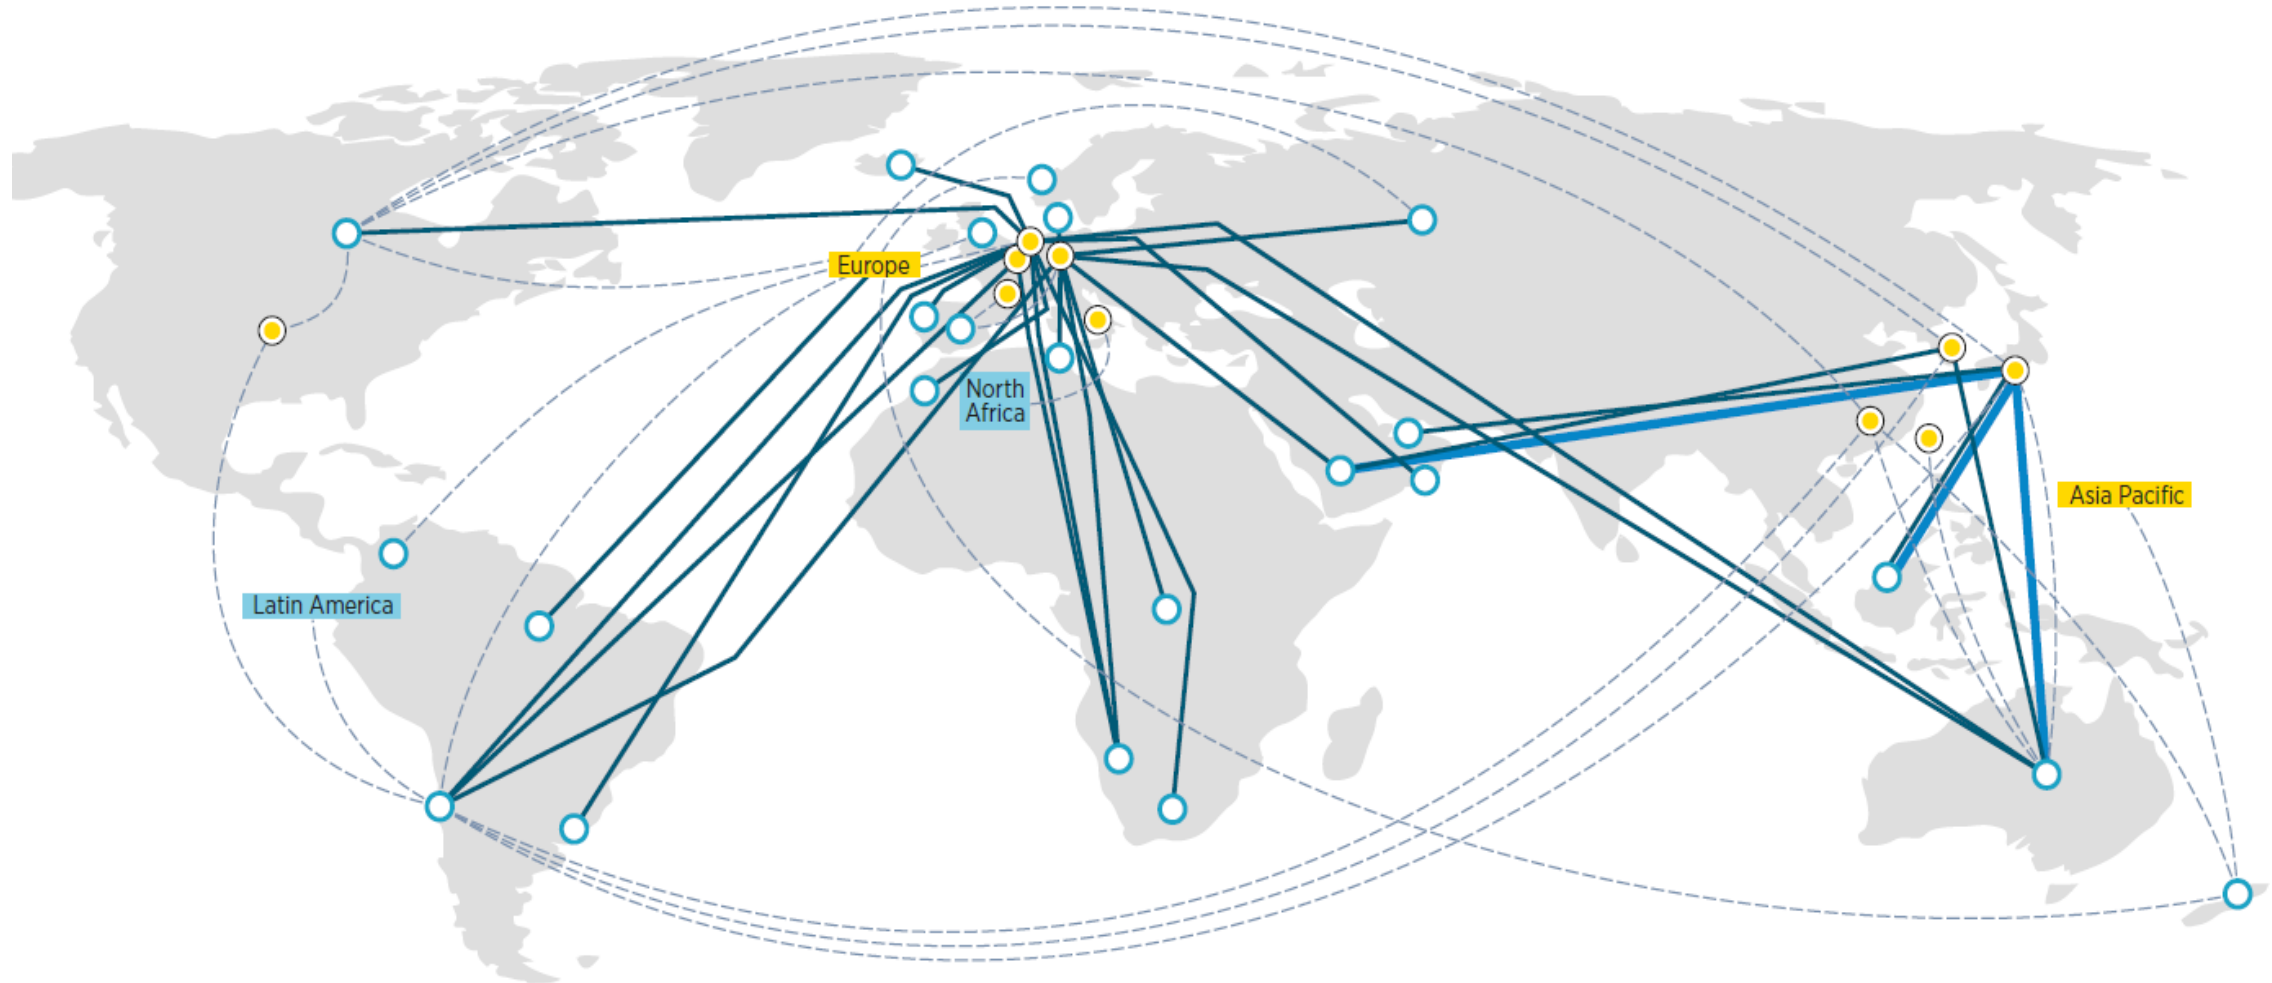 Europe
North
Africa
Asia Pacific
Latin America